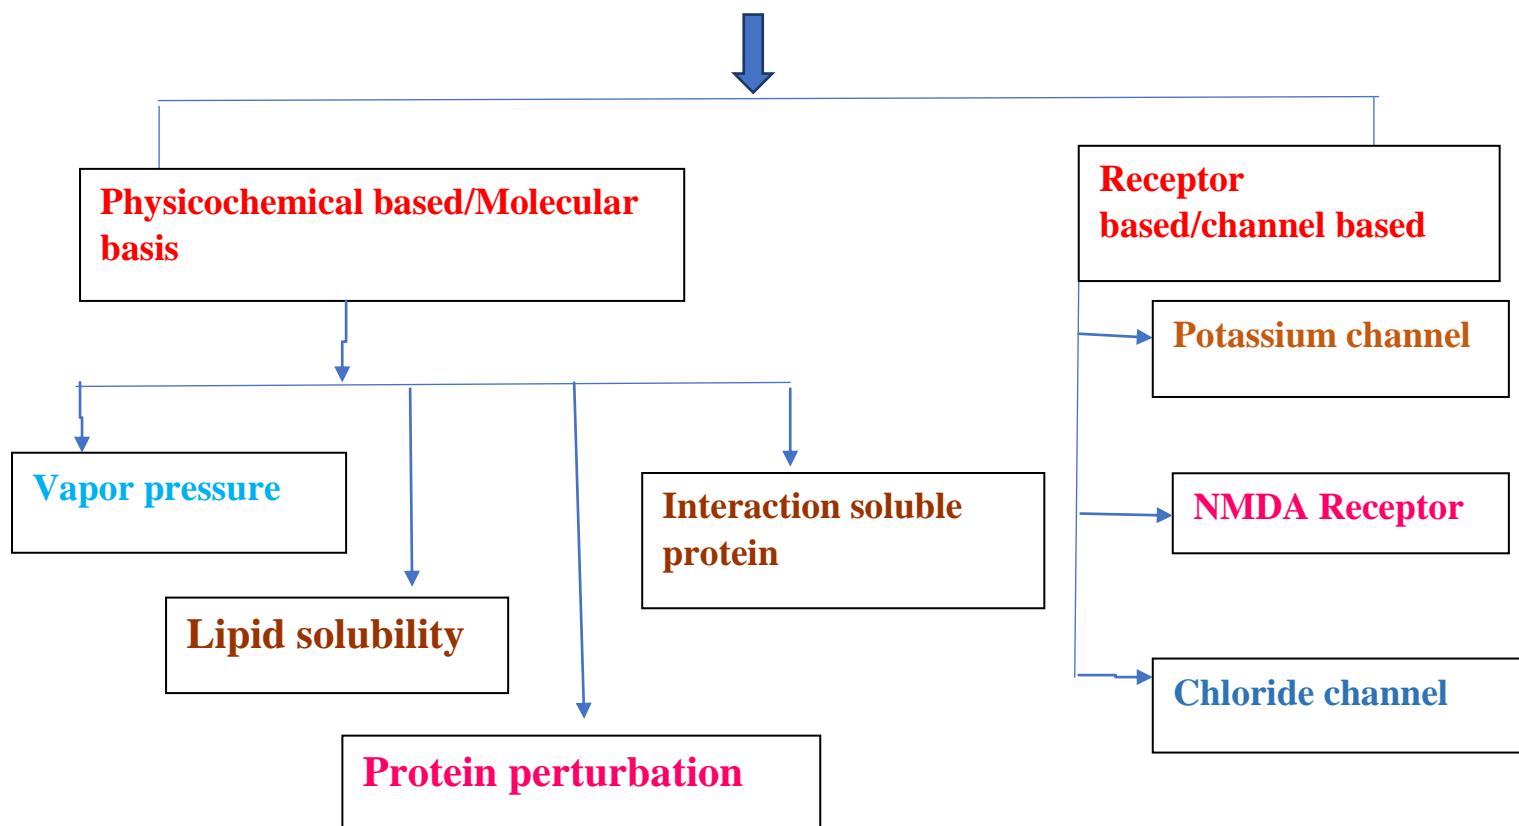 Physicochemical based/Molecular
basis
Receptor
based/channel based
Potassium channel
Vapor pressure
Interaction soluble
protein
NMDA Receptor
Lipid solubility
Chloride channel
Protein perturbation